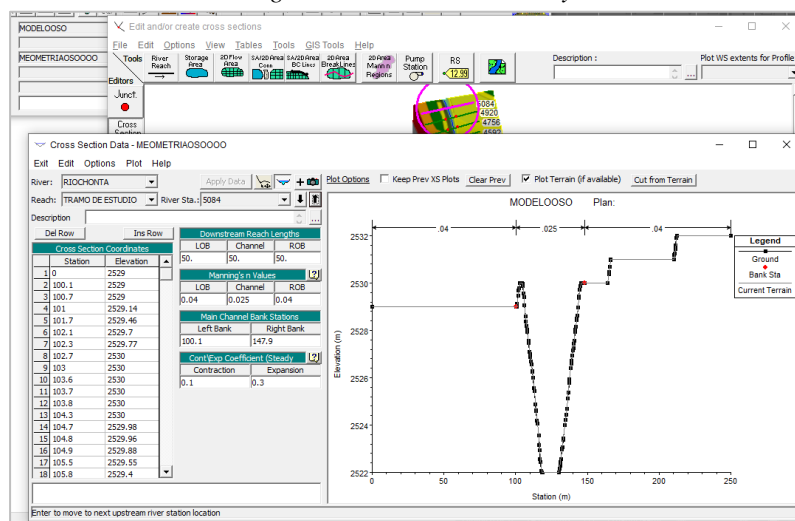 MODELOOSO
MEOMETRIAOSOOOO
Edit and/or create cross sections
File Edit Options View Tables Tools GIS Tools Help
Tools River Reach Storage Area 2D Flow Area SA/2D Area Conn SA/2D Area BC Lines 2D Area BreakLines 2D Area Mann n Regions Pump Station RS 12.99 Description : ... Plot WS extents for Profile
Editors
Junct.
Cross
Section
5084
4920
4756
4592
Cross Section Data - MEOMETRIAOSOOOO
Exit Edit Options Plot Help
River: RIOCHONTA Apply Data Plot Options Keep Prev XS Plots Clear Prev Plot Terrain (if available) Cut from Terrain
Reach: TRAMO DE ESTUDIO River Sta.: 5084
Description ...
Del Row Ins Row
Cross Section Coordinates
Station Elevation
1 0 2529
2 100.1 2529
3 100.7 2529
4 101 2529.14
5 101.7 2529.46
6 102.1 2529.7
7 102.3 2529.77
8 102.7 2530
9 103 2530
10 103.6 2530
11 103.7 2530
12 103.8 2530
13 104.3 2530
14 104.7 2529.98
15 104.8 2529.96
16 104.9 2529.88
17 105.5 2529.55
18 105.8 2529.4
Downstream Reach Lengths
LOB Channel ROB
50. 50. 50.
Manning's n Values
LOB Channel ROB
0.04 0.025 0.04
Main Channel Bank Stations
Left Bank Right Bank
100.1 147.9
Cont\Exp Coefficient (Steady
Contraction Expansion
0.1 0.3
MODELOOSO Plan:
.04 .025 .04
2532
2530
2528
2526
2524
2522
Elevation (m)
0 50 100 150 200 250
Station (m)
Legend
Ground
Bank Sta
Current Terrain
Enter to move to next upstream river station location